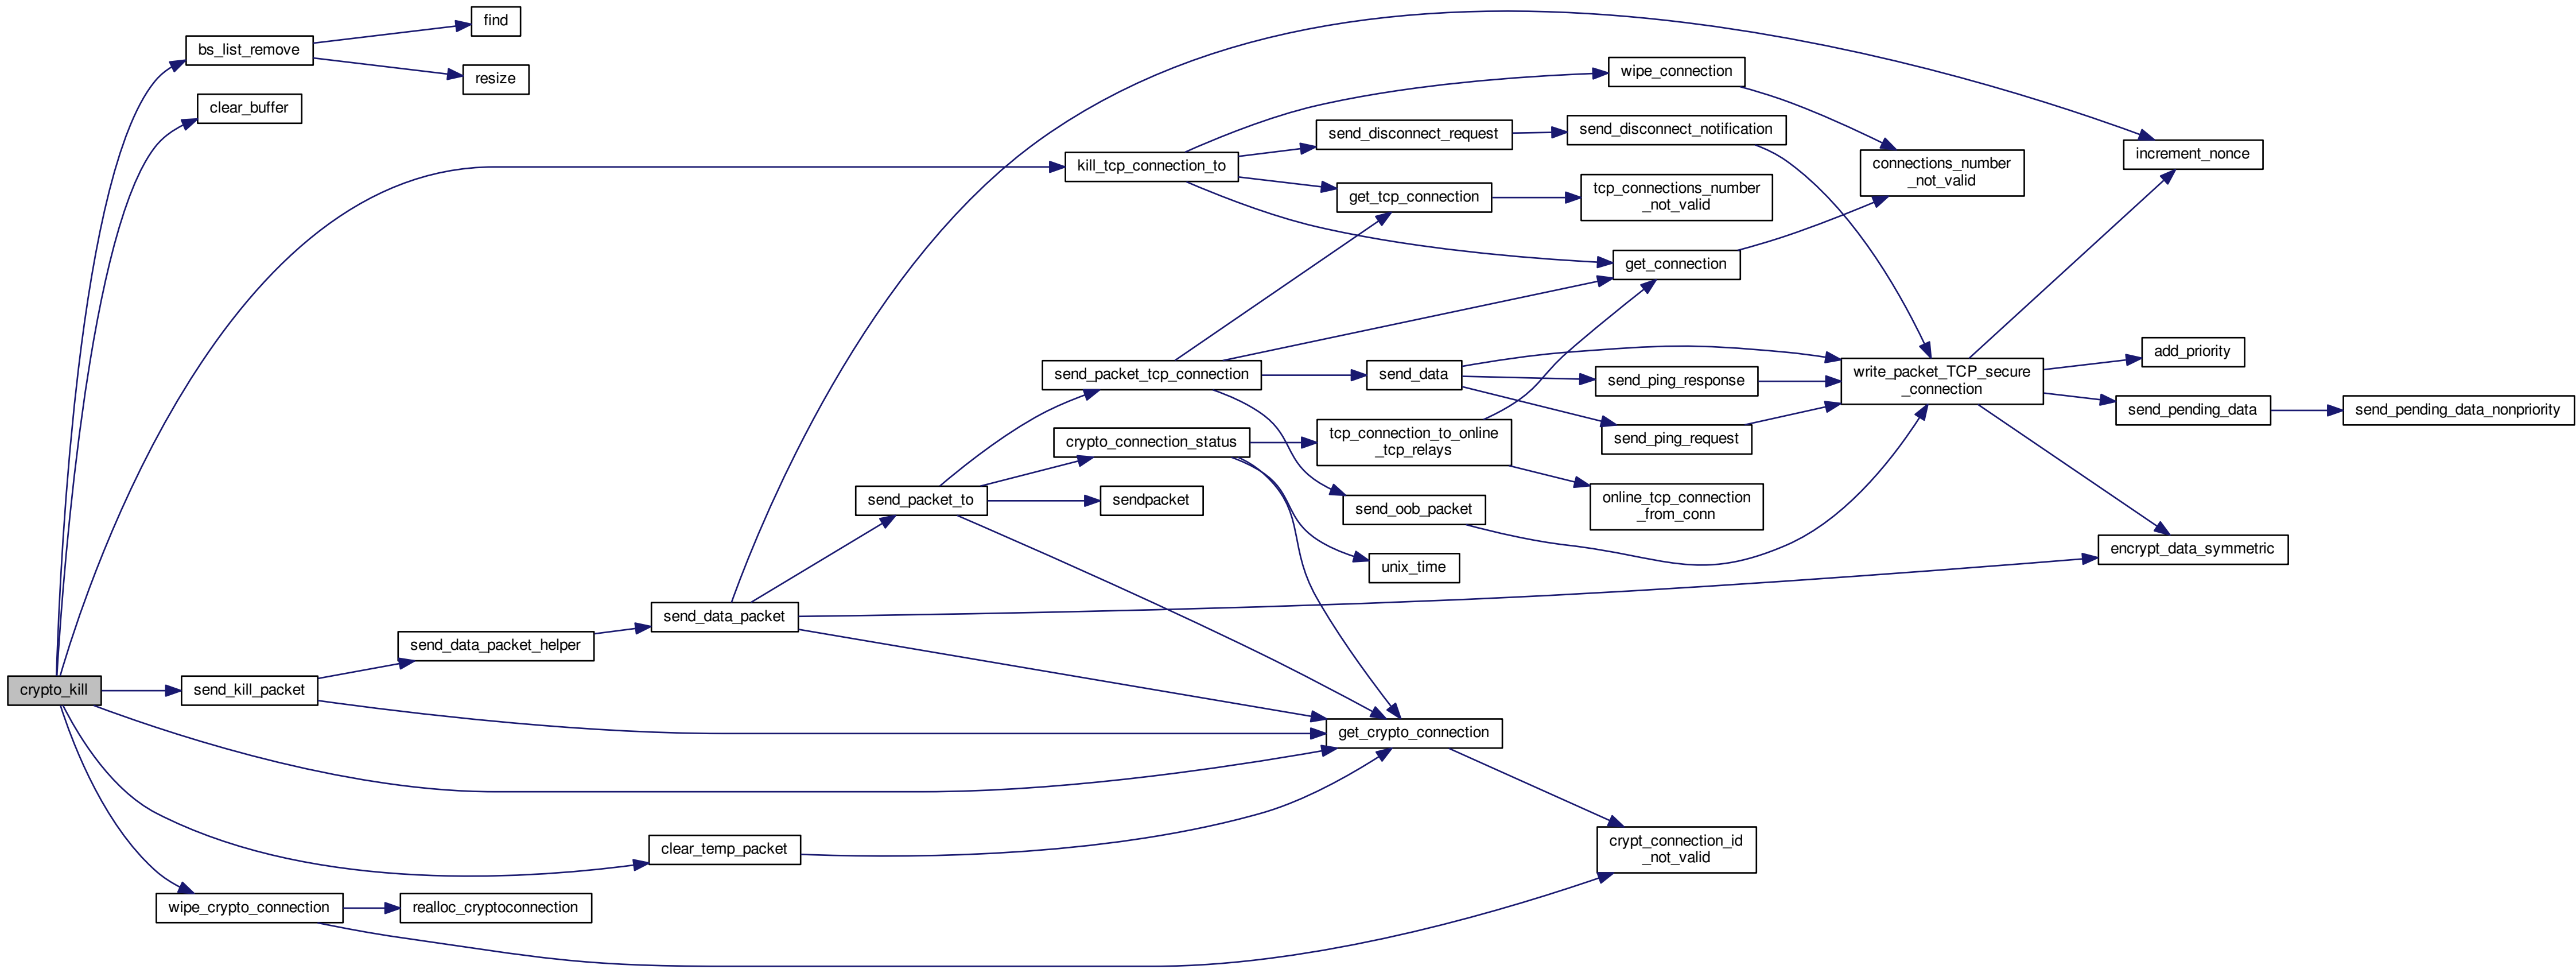 find
bs_list_remove
resize
clear_buffer
wipe_connection
send_disconnect_request
send_disconnect_notification
kill_tcp_connection_to
connections_number
_not_valid
increment_nonce
get_tcp_connection
tcp_connections_number
_not_valid
get_connection
add_priority
send_packet_tcp_connection
send_data
send_ping_response
write_packet_TCP_secure
_connection
send_pending_data
send_pending_data_nonpriority
crypto_connection_status
tcp_connection_to_online
_tcp_relays
send_ping_request
send_packet_to
sendpacket
send_oob_packet
online_tcp_connection
_from_conn
encrypt_data_symmetric
unix_time
send_data_packet
send_data_packet_helper
crypto_kill
send_kill_packet
get_crypto_connection
clear_temp_packet
crypt_connection_id
_not_valid
wipe_crypto_connection
realloc_cryptoconnection